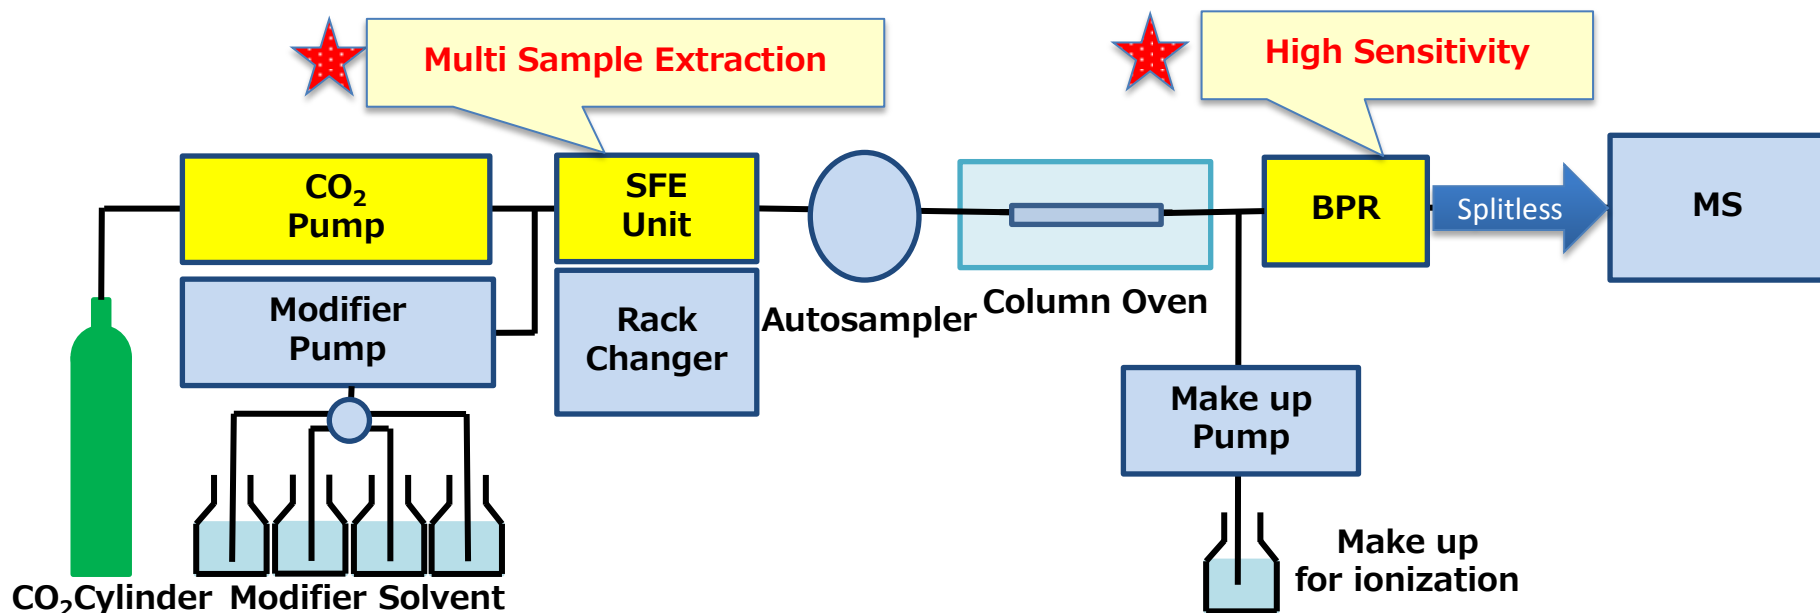 Multi Sample Extraction
High Sensitivity
CO₂
Pump
SFE
Unit
BPR
Splitless
MS
Modifier
Pump
Rack
Changer
Autosampler
Column Oven
Make up
Pump
Make up
for ionization
CO₂Cylinder
Modifier Solvent